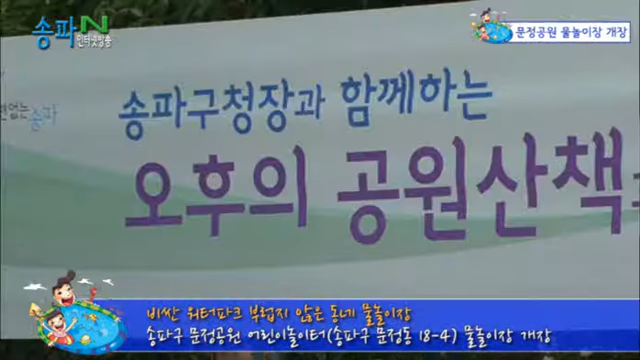 송파N
인터넷방송
문정공원 물놀이장 개장
송파
송파구청장과 함께하는
오후의 공원산책
비싼 워터파크 부럽지 않은 동네 물놀이장
송파구 문정공원 어린이놀이터(송파구 문정동 18-4) 물놀이장 개장